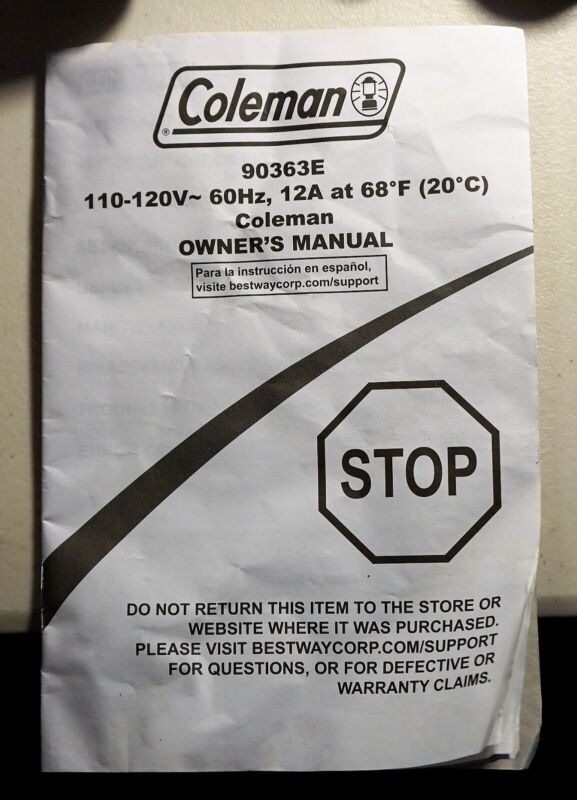 Coleman
®
90363E
110-120V~ 60Hz, 12A at 68°F (20°C)
Coleman
OWNER'S MANUAL
Para la instrucción en español,
visite bestwaycorp.com/support
STOP
DO NOT RETURN THIS ITEM TO THE STORE OR
WEBSITE WHERE IT WAS PURCHASED.
PLEASE VISIT BESTWAYCORP.COM/SUPPORT
FOR QUESTIONS, OR FOR DEFECTIVE OR
WARRANTY CLAIMS.